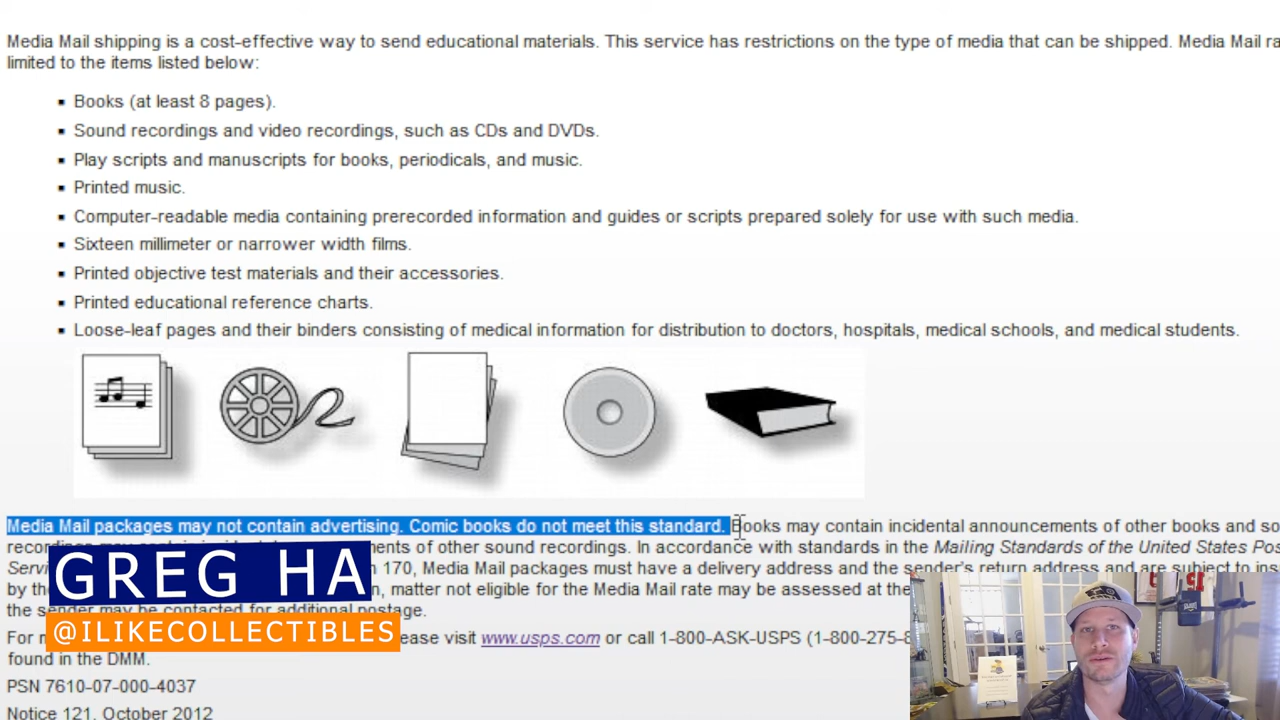 Media Mail shipping is a cost-effective way to send educational materials. This service has restrictions on the type of media that can be shipped. Media Mail
limited to the items listed below:
▪ Books (at least 8 pages).
▪ Sound recordings and video recordings, such as CDs and DVDs.
▪ Play scripts and manuscripts for books, periodicals, and music.
▪ Printed music.
▪ Computer-readable media containing prerecorded information and guides or scripts prepared solely for use with such media.
▪ Sixteen millimeter or narrower width films.
▪ Printed objective test materials and their accessories.
▪ Printed educational reference charts.
▪ Loose-leaf pages and their binders consisting of medical information for distribution to doctors, hospitals, medical schools, and medical students.
Media Mail packages may not contain advertising. Comic books do not meet this standard. Books may contain incidental announcements of other books and
of other sound recordings. In accordance with standards in the Mailing Standards of the United States
170, Media Mail packages must have a delivery address and the sender's return address and are subject to
by matter not eligible for the Media Mail rate may be assessed at the
the sender may be contacted for additional postage.
For visit www.usps.com or call 1-800-ASK-USPS (1-800-275-8
found in the DMM.
PSN 7610-07-000-4037
Notice 121, October 2012
GREG HA
@ILIKECOLLECTIBLES